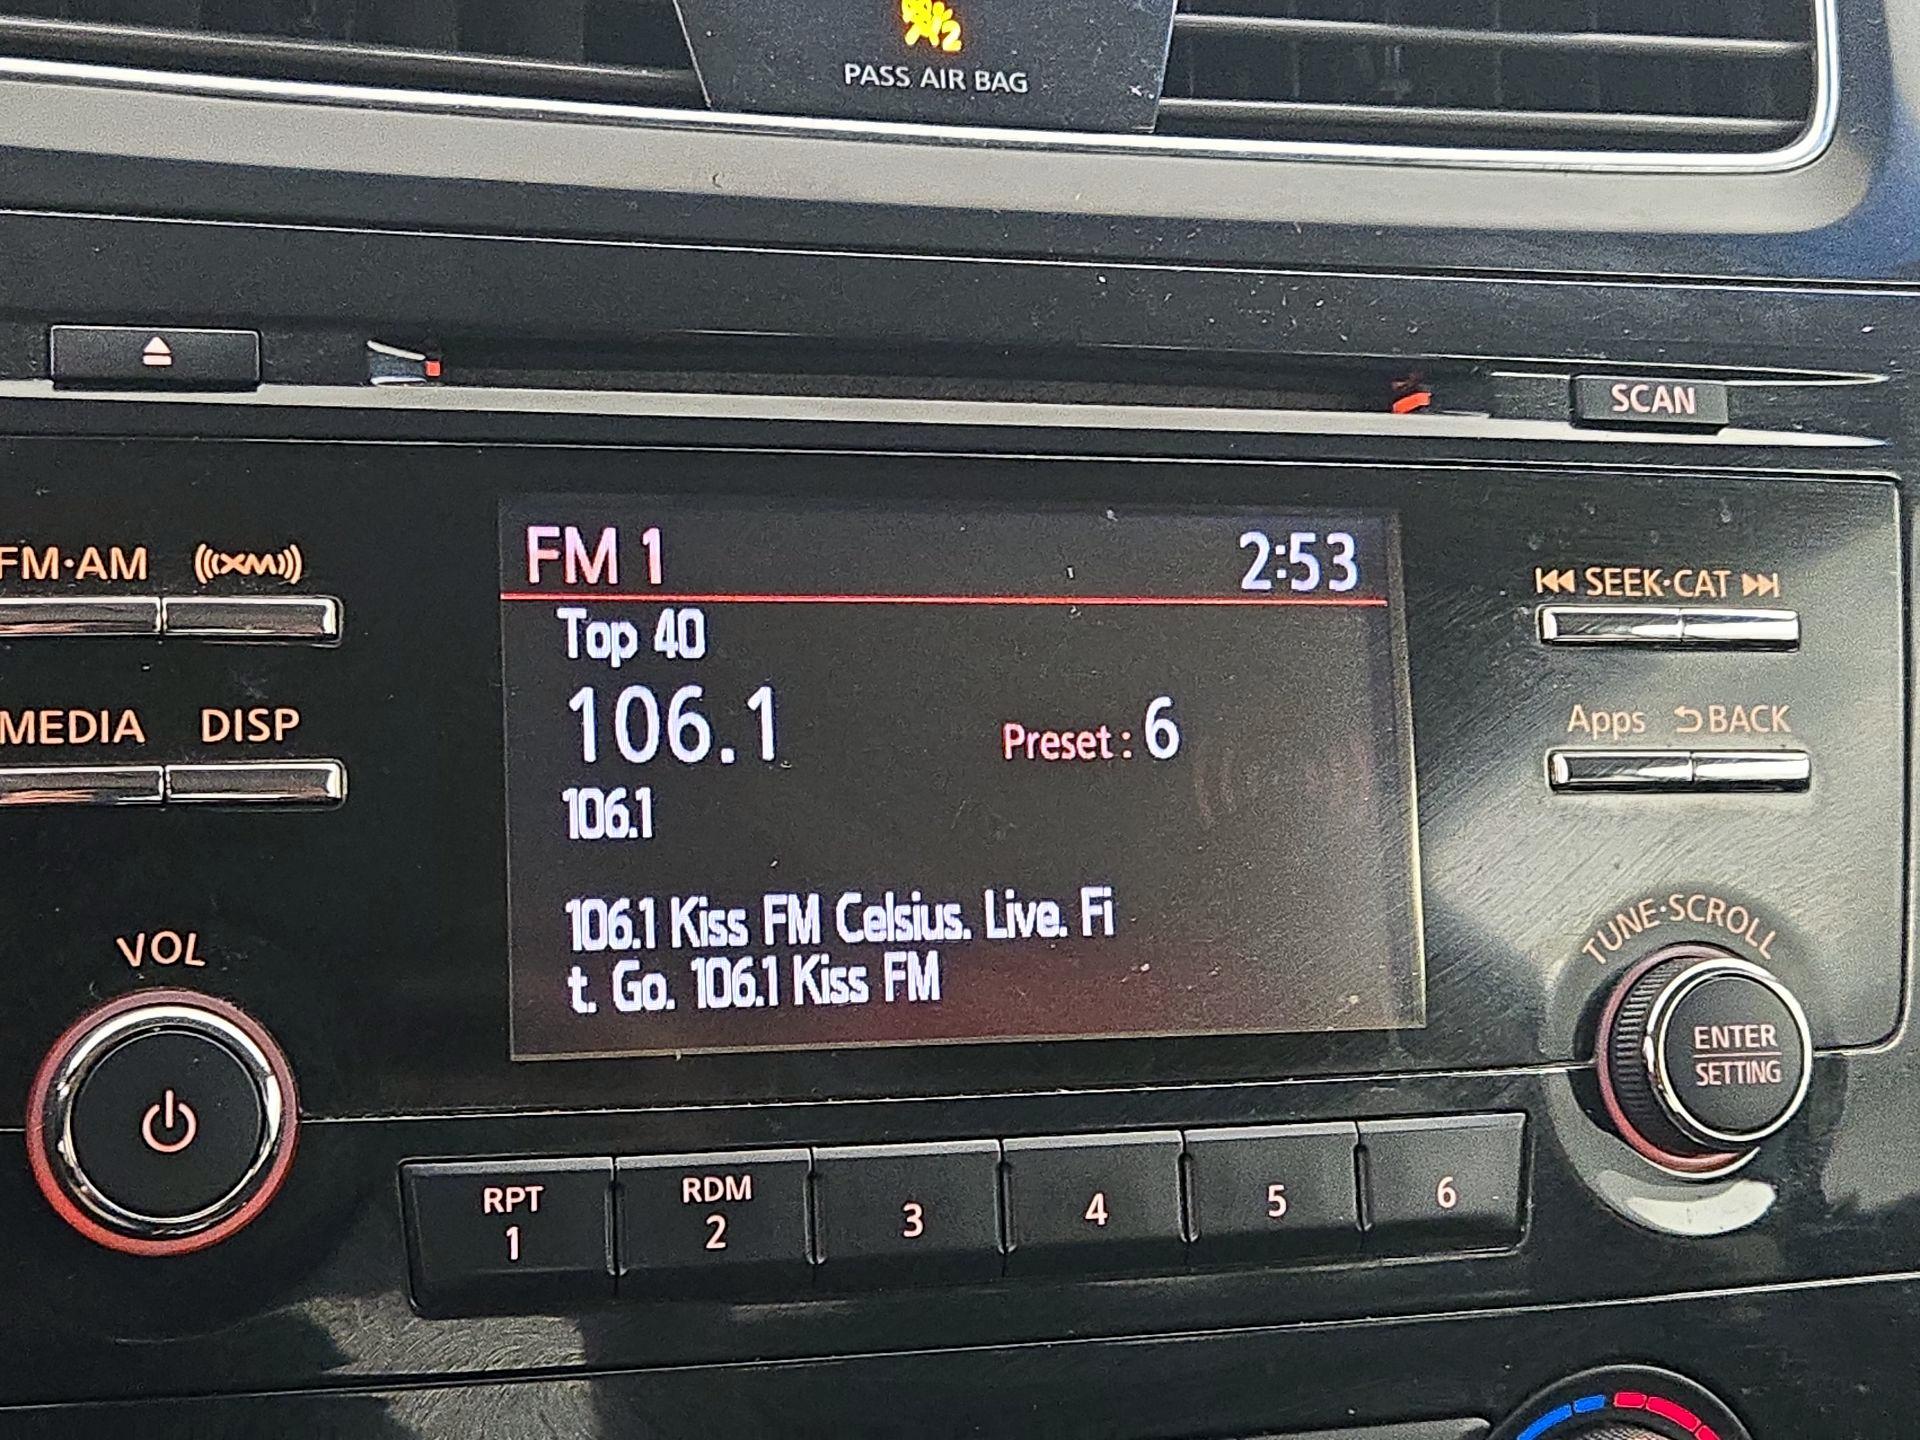 2
PASS AIR BAG
SCAN
FM·AM
XM
SEEK·CAT
FM 1
2:53
Top 40
106.1
Preset : 6
106.1
106.1 Kiss FM Celsius. Live. Fi
t. Go. 106.1 Kiss FM
MEDIA
DISP
Apps
BACK
VOL
TUNE·SCROLL
ENTER
SETTING
RPT
1
RDM
2
3
4
5
6